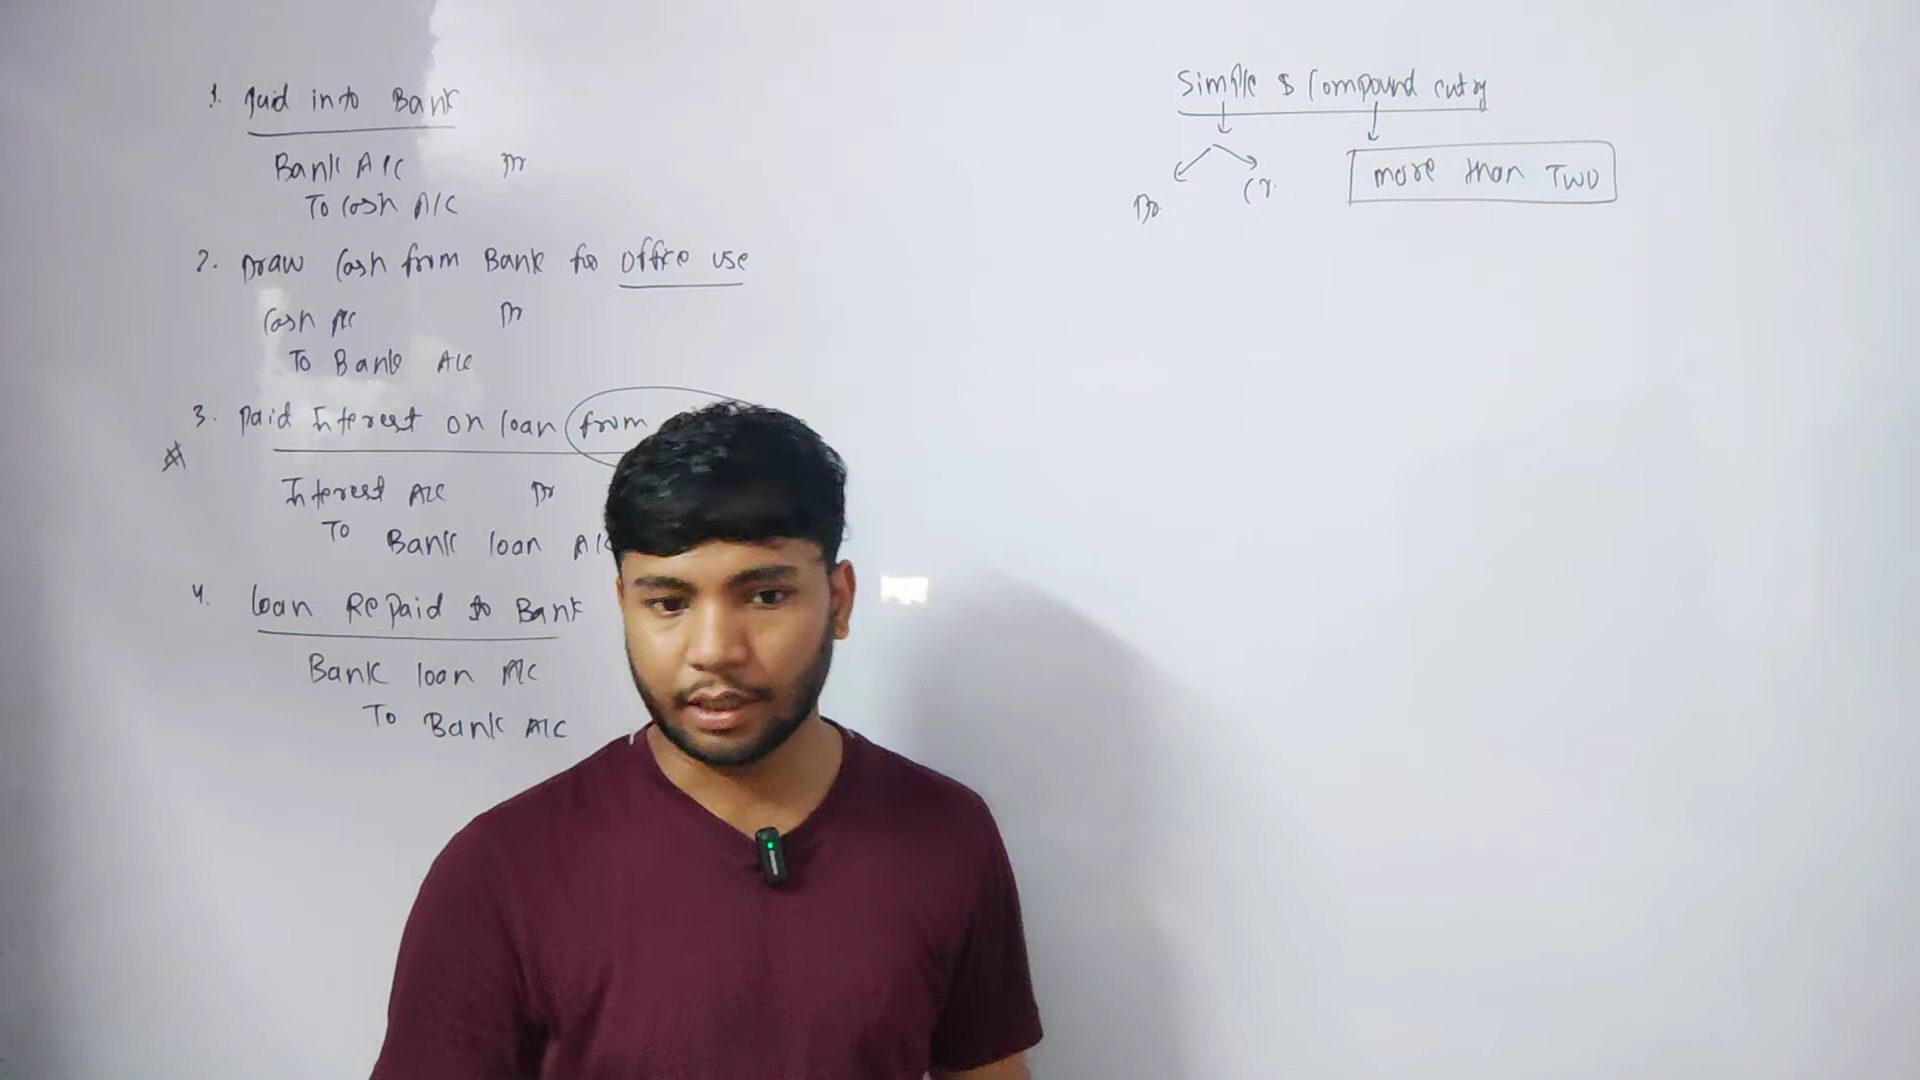 1. Paid into Bank
Bank A/C Dr
To Cash A/C
2. Draw Cash from Bank for office use
Cash A/C Dr
To Bank A/C
3. Paid Interest on loan from
Interest A/C Dr
To Bank loan A/C
4. loan Repaid to Bank
Bank loan A/C
To Bank A/C
Simple & Compound entry
Dr. Cr.
more than Two